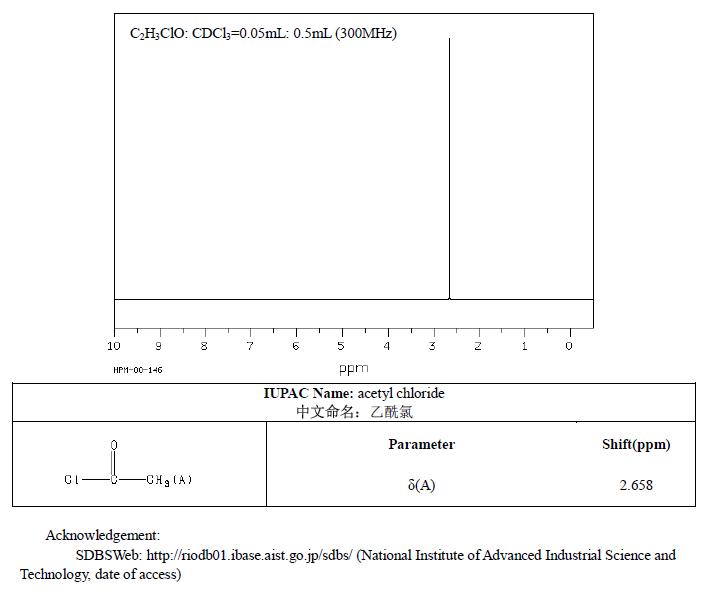 C₂H₃ClO: CDCl₃=0.05mL: 0.5mL (300MHz)
10 9 8 7 6 5 4 3 2 1 0
HPM-00-146
ppm
IUPAC Name: acetyl chloride
中文命名：乙酰氯
Parameter Shift(ppm)
O
Cl C CH₃(A)
δ(A) 2.658
Acknowledgement:
SDBSWeb: http://riodb01.ibase.aist.go.jp/sdbs/ (National Institute of Advanced Industrial Science and
Technology, date of access)